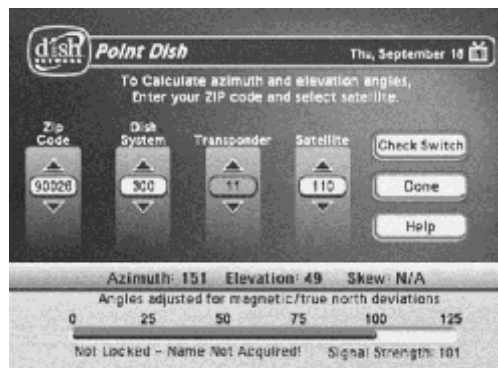 dish
NETWORK
Point Dish
Thu, September 18
To Calculate azimuth and elevation angles,
Enter your ZIP code and select satellite.
Zip Code
Dish System
Transponder
Satellite
90026
300
11
110
Check Switch
Done
Help
Azimuth: 151 Elevation: 49 Skew: N/A
Angles adjusted for magnetic/true north deviations
0 25 50 75 100 125
Not Locked - Name Not Acquired!
Signal Strength: 101